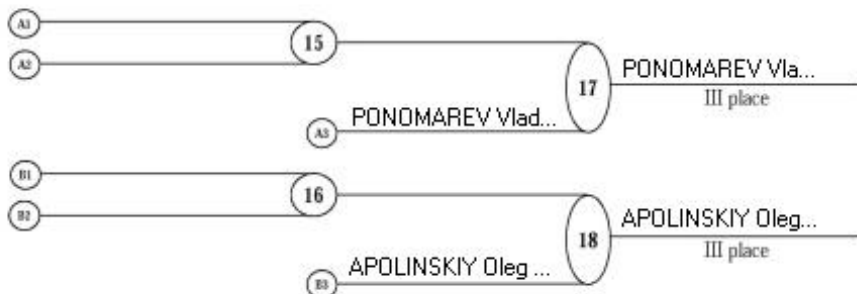 A1
15
A2
17
PONOMAREV Vla...
III place
PONOMAREV Vlad...
A3
B1
16
B2
18
APOLINSKIY Oleg...
III place
APOLINSKIY Oleg ...
B3